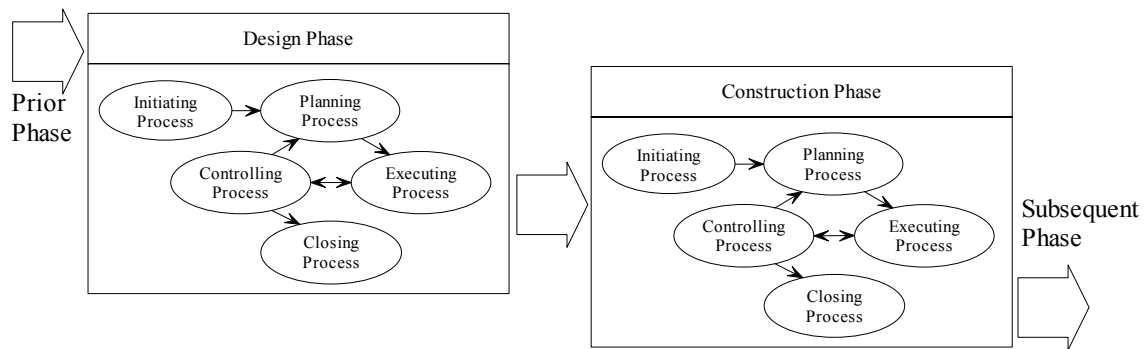 Prior
Phase
Design Phase
Initiating
Process
Planning
Process
Controlling
Process
Executing
Process
Closing
Process
Construction Phase
Initiating
Process
Planning
Process
Controlling
Process
Executing
Process
Closing
Process
Subsequent
Phase